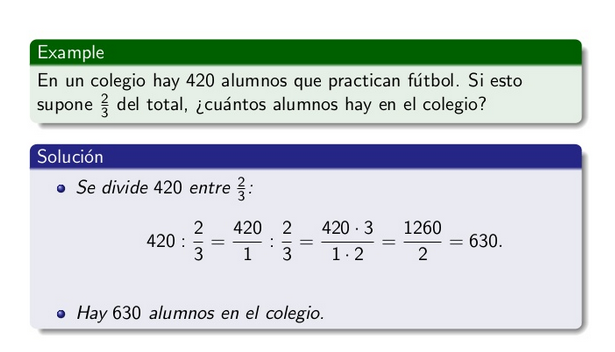 Example
En un colegio hay 420 alumnos que practican fútbol. Si esto
supone 2/3 del total, ¿cuántos alumnos hay en el colegio?
Solución
Se divide 420 entre 2/3:
420 : 2/3 = 420/1 : 2/3 = 420 · 3/1 · 2 = 1260/2 = 630.
Hay 630 alumnos en el colegio.